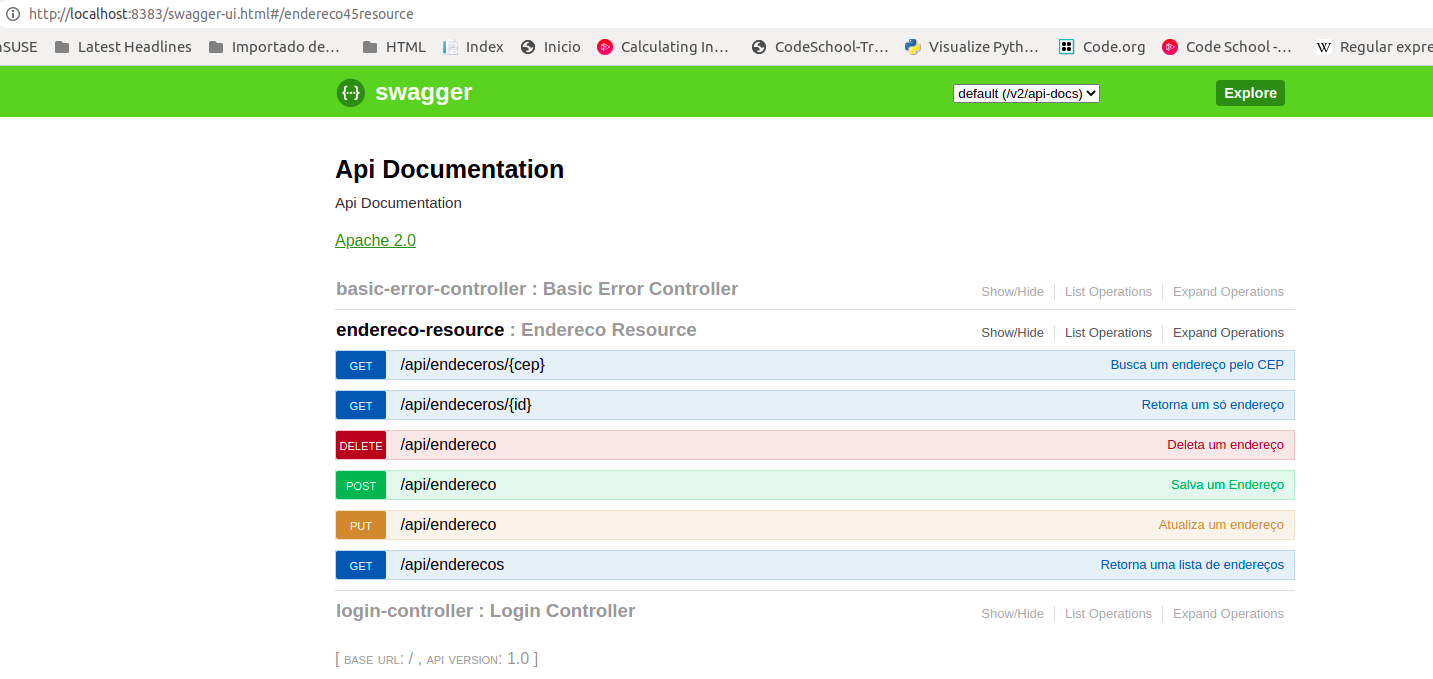 http://localhost:8383/swagger-ui.html#/endereco45resource
SUSE Latest Headlines Importado de… HTML Index Inicio Calculating In… CodeSchool-Tr… Visualize Pyth… Code.org Code School -… W Regular expre
{···} swagger default (/v2/api-docs) Explore
Api Documentation
Api Documentation
Apache 2.0
basic-error-controller : Basic Error Controller Show/Hide List Operations Expand Operations
endereco-resource : Endereco Resource Show/Hide List Operations Expand Operations
GET /api/endeceros/{cep} Busca um endereço pelo CEP
GET /api/endeceros/{id} Retorna um só endereço
DELETE /api/endereco Deleta um endereço
POST /api/endereco Salva um Endereço
PUT /api/endereco Atualiza um endereço
GET /api/enderecos Retorna uma lista de endereços
login-controller : Login Controller Show/Hide List Operations Expand Operations
[ BASE URL: / , API VERSION: 1.0 ]